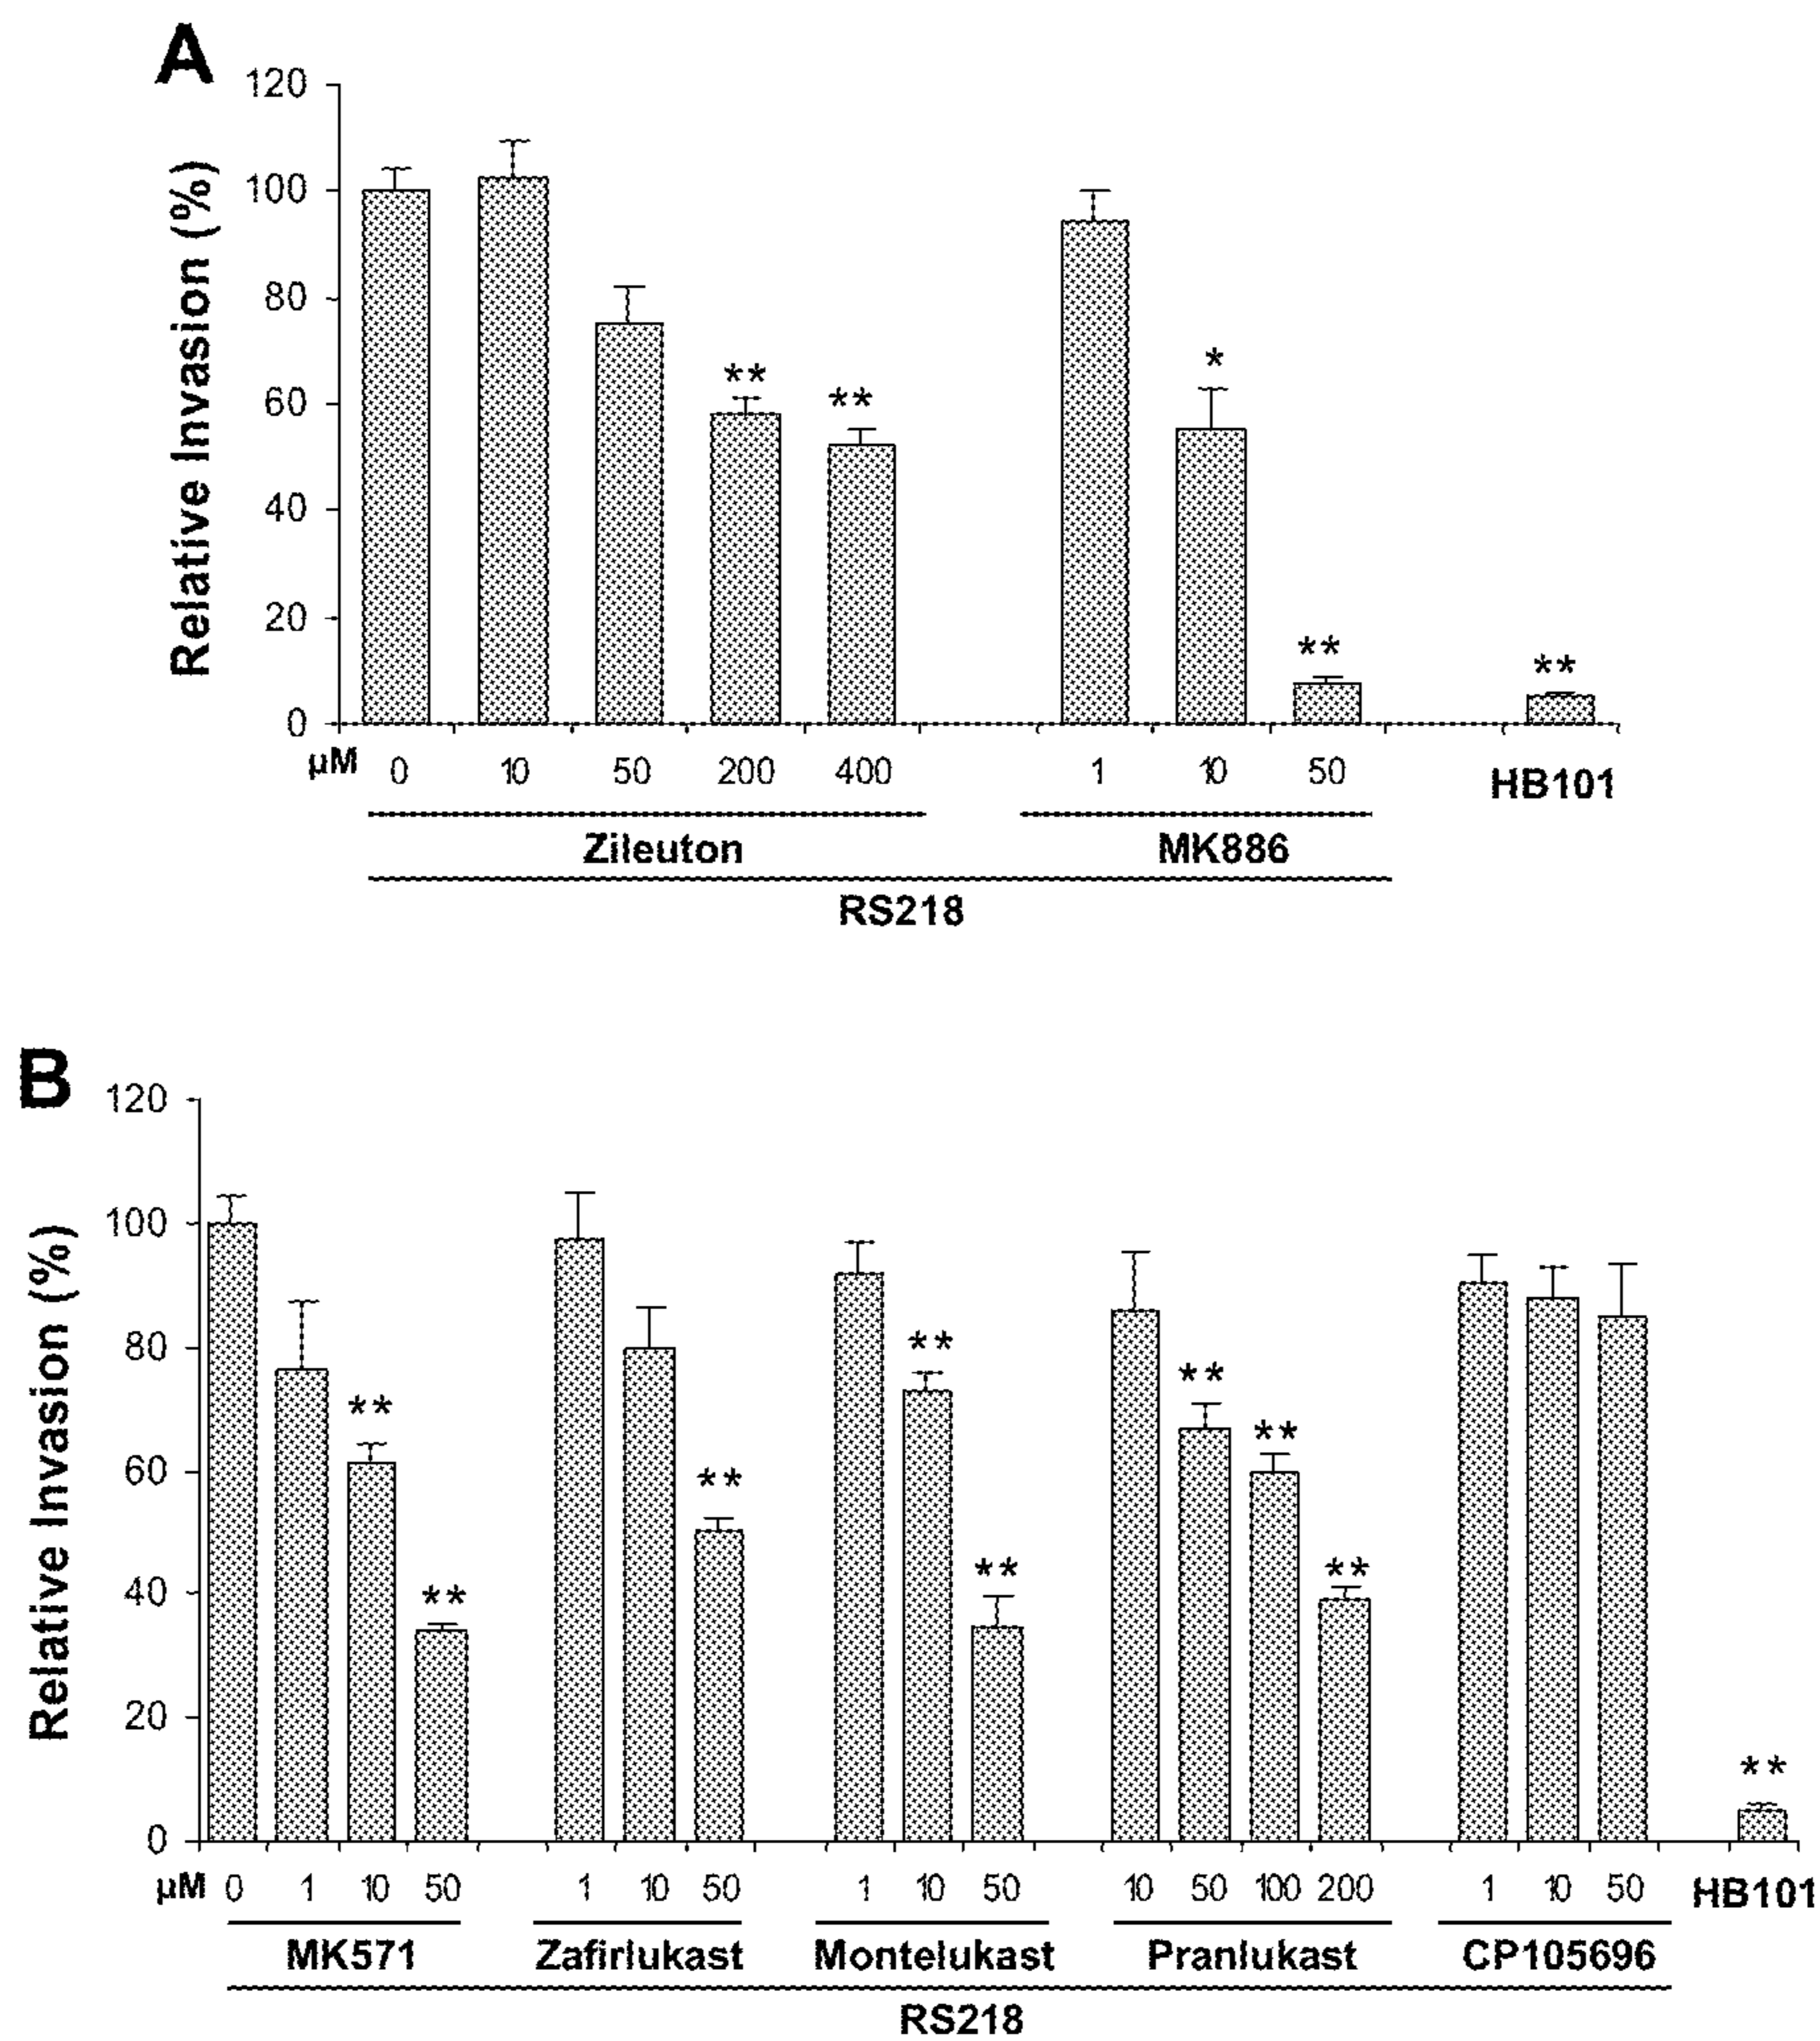 A
120
100
80
60
40
20
0
Relative Invasion (%)
**
**
*
**
**
µM 0 10 50 200 400 1 10 50 HB101
Zileuton MK886
RS218
B
120
100
80
60
40
20
0
Relative Invasion (%)
**
**
**
**
**
**
**
**
**
µM 0 1 10 50 1 10 50 1 10 50 10 50 100 200 1 10 50 HB101
MK571 Zafirlukast Montelukast Pranlukast CP105696
RS218